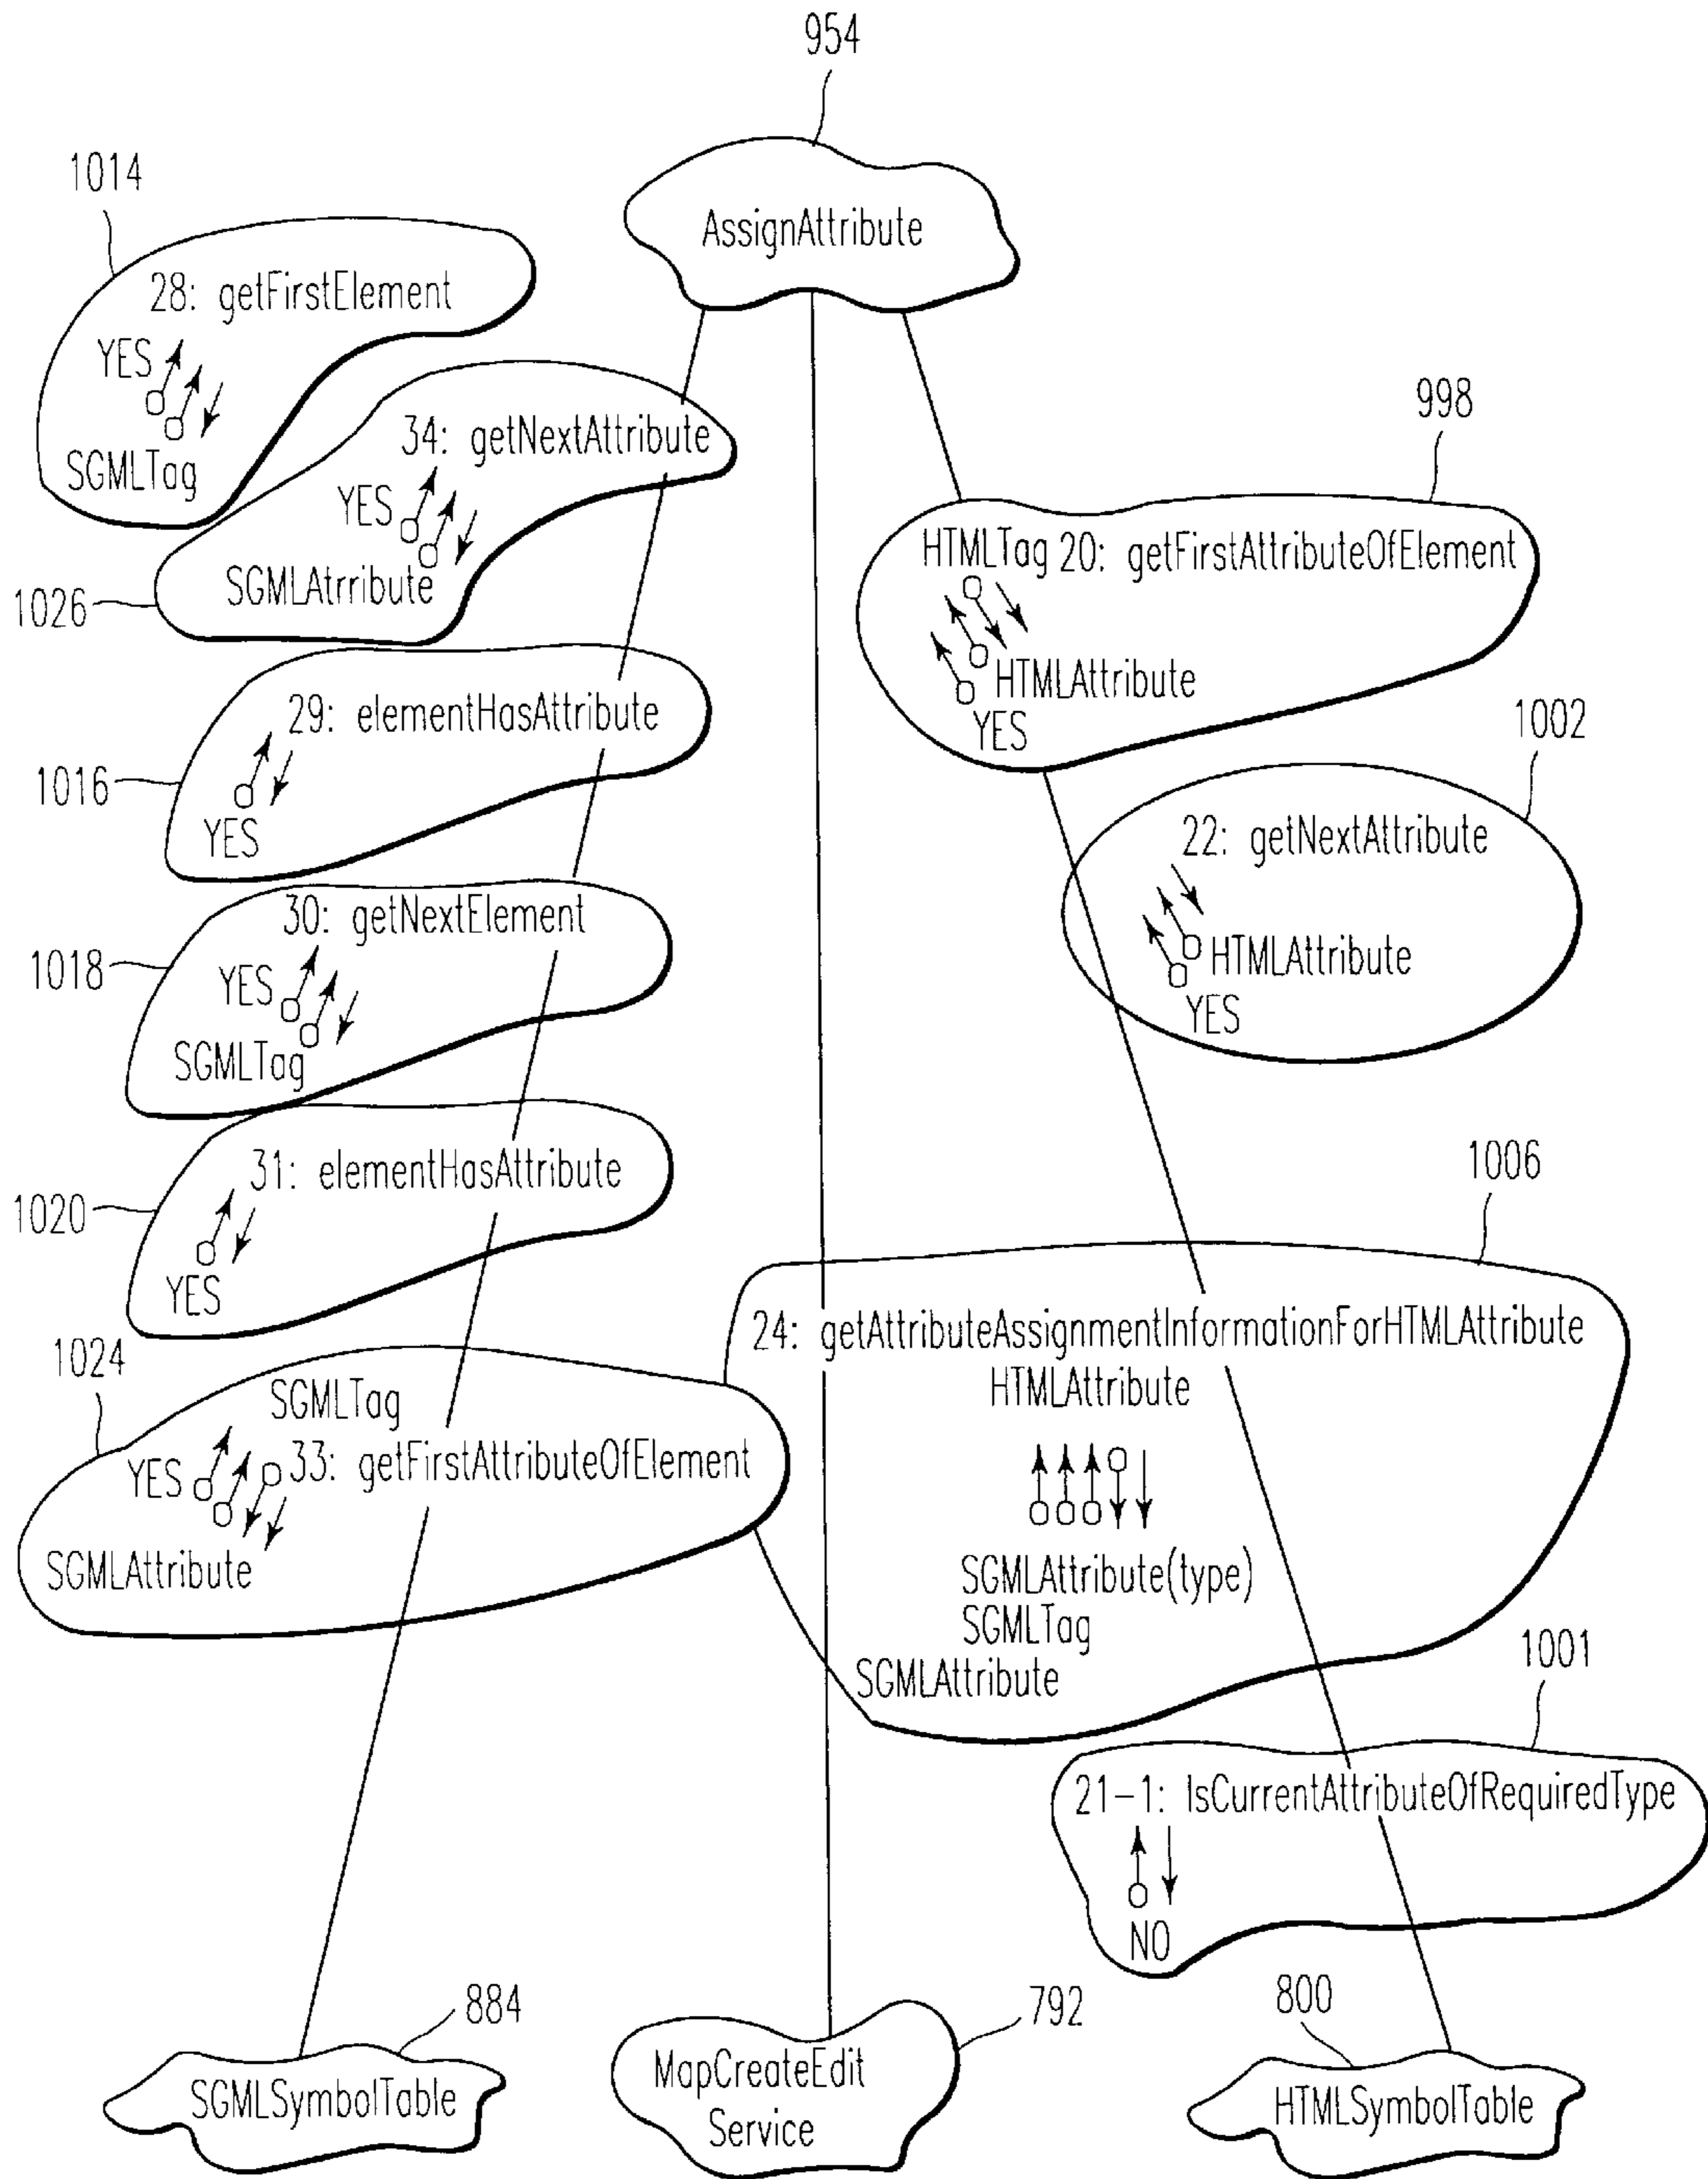 954
AssignAttribute
1014
28: getFirstElement
YES
SGMLTag
34: getNextAttribute
YES
SGMLAtrribute
1026
29: elementHasAttribute
1016
YES
30: getNextElement
1018
YES
SGMLTag
31: elementHasAttribute
1020
YES
1024
SGMLTag
YES
33: getFirstAttributeOfElement
SGMLAttribute
998
HTMLTag 20: getFirstAttributeOfElement
HTMLAttribute
YES
1002
22: getNextAttribute
HTMLAttribute
YES
1006
24: getAttributeAssignmentInformationForHTMLAttribute
HTMLAttribute
SGMLAttribute(type)
SGMLTag
SGMLAttribute
1001
21-1: IsCurrentAttributeOfRequiredType
NO
884
SGMLSymbolTable
792
MapCreateEdit
Service
800
HTMLSymbolTable